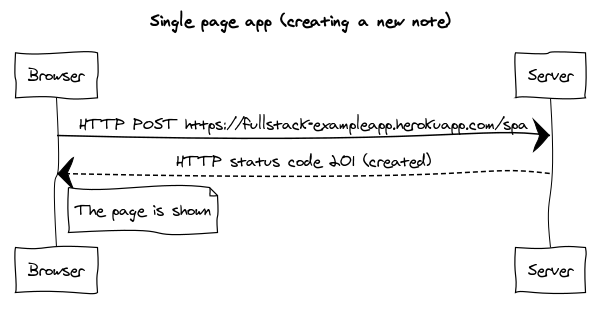 Single page app (creating a new note)
Browser
Server
HTTP POST https://fullstack-exampleapp.herokuapp.com/spa
HTTP status code 201 (created)
The page is shown
Browser
Server